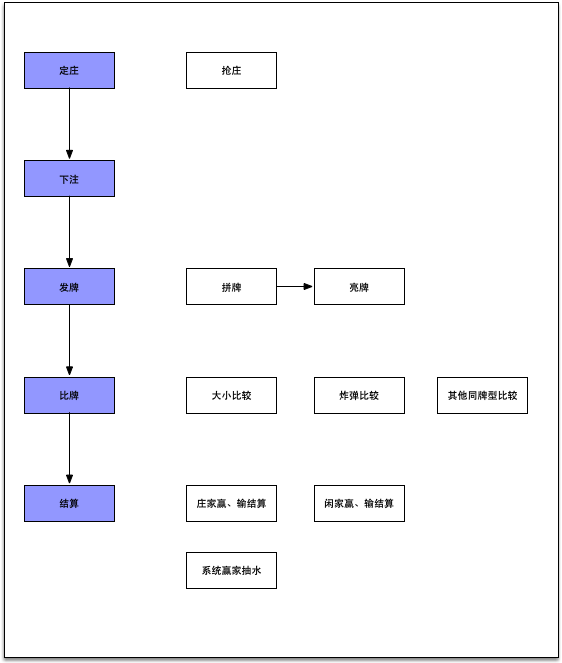 定庄
抢庄
下注
发牌
拼牌
亮牌
比牌
大小比较
炸弹比较
其他同牌型比较
结算
庄家赢、输结算
闲家赢、输结算
系统赢家抽水